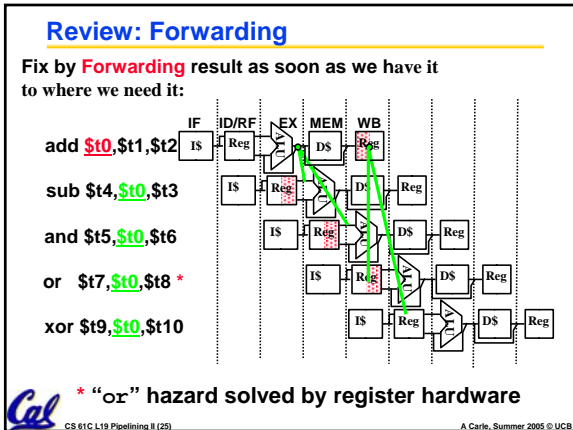 Review: Forwarding
Fix by Forwarding result as soon as we have it
to where we need it:
IF ID/RF EX MEM WB
add $t0,$t1,$t2 I$ Reg ALU D$ Reg
sub $t4,$t0,$t3 I$ Reg ALU D$ Reg
and $t5,$t0,$t6 I$ Reg ALU D$ Reg
or $t7,$t0,$t8 * I$ Reg ALU D$ Reg
xor $t9,$t0,$t10 I$ Reg ALU D$ Reg
* “or” hazard solved by register hardware
Cal
CS 61C L19 Pipelining II (25) A Carle, Summer 2005 © UCB